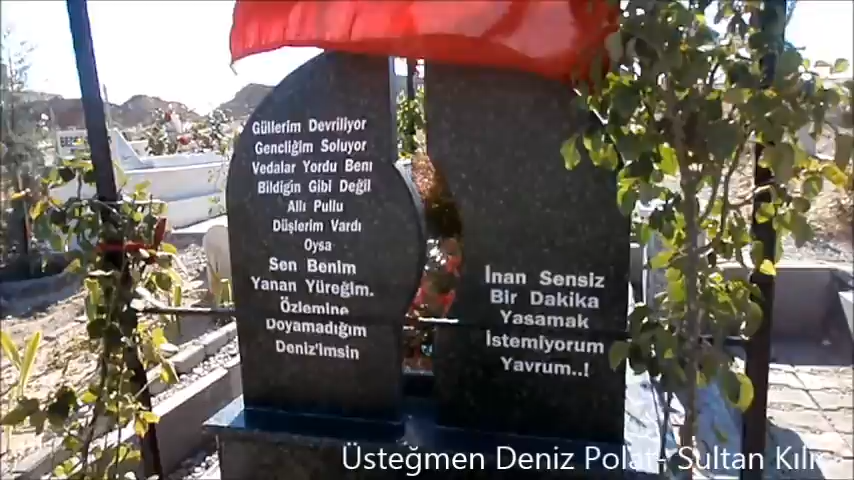 Güllerim Devriliyor
Gençliğim Soluyor
Vedalar Yordu Beni
Bildigin Gibi Değil
Allı Pullu
Düşlerim Vardı
Oysa
Sen Benim
Yanan Yüreğim.
Özlemine
Doyamadığım
Deniz'imsin
İnan Sensiz
Bir Dakika
Yaşamak
İstemiyorum
Yavrum..!
Üsteğmen Deniz Polat- Sultan Kılıç